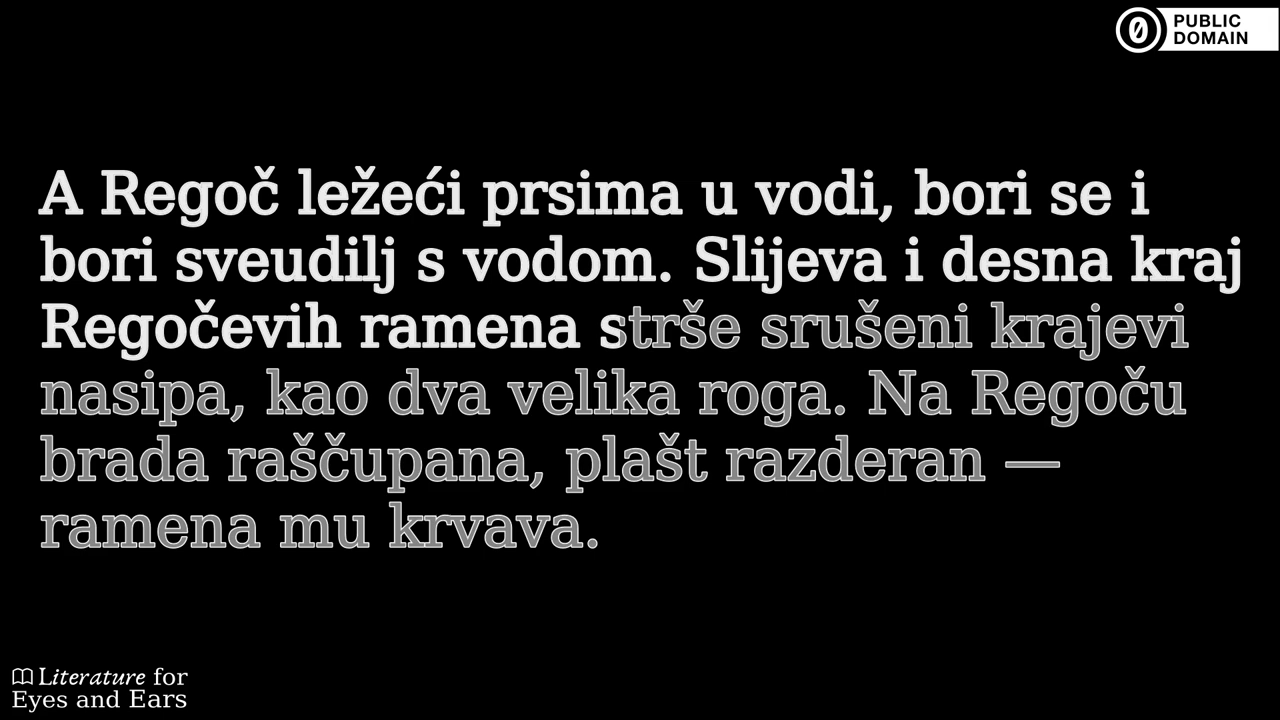 PUBLIC
DOMAIN
A Regoč ležeći prsima u vodi, bori se i
bori sveudilj s vodom. Slijeva i desna kraj
Regočevih ramena strše srušeni krajevi
nasipa, kao dva velika roga. Na Regoču
brada raščupana, plašt razderan —
ramena mu krvava.
Literature for
Eyes and Ears